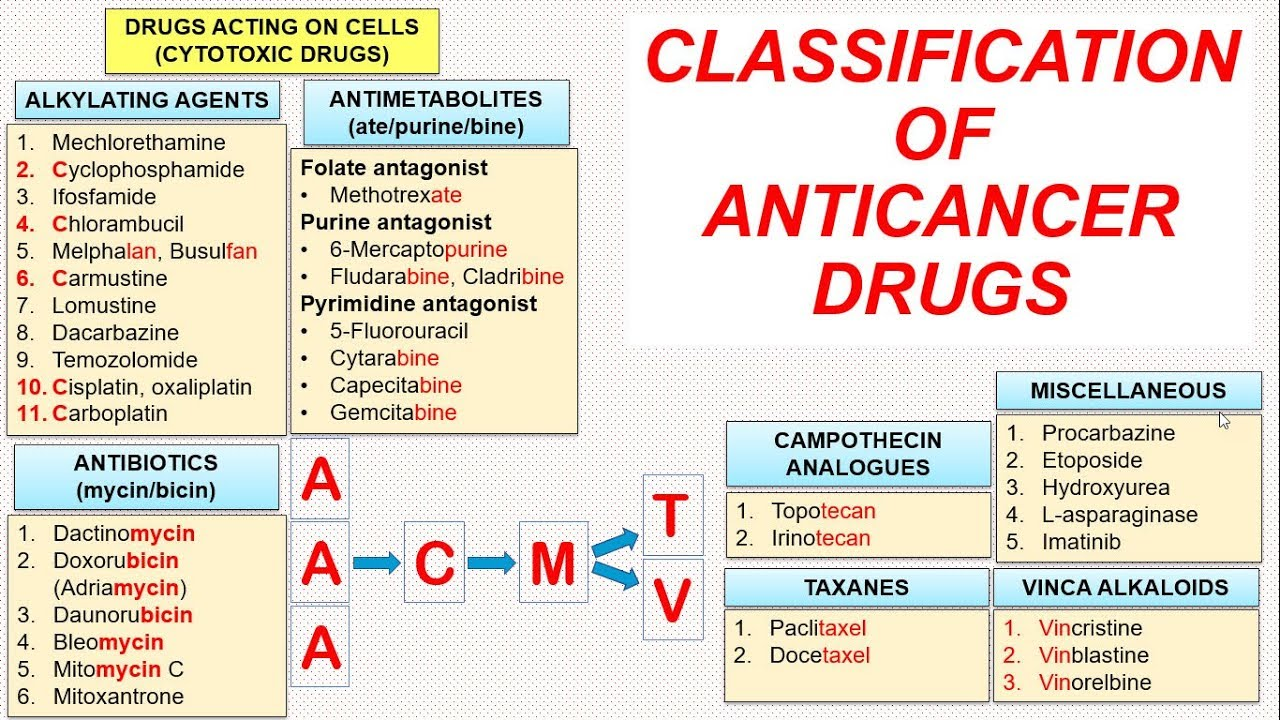 DRUGS ACTING ON CELLS
(CYTOTOXIC DRUGS)
CLASSIFICATION
OF
ANTICANCER
DRUGS
ALKYLATING AGENTS
1. Mechlorethamine
2. Cyclophosphamide
3. Ifosfamide
4. Chlorambucil
5. Melphalan, Busulfan
6. Carmustine
7. Lomustine
8. Dacarbazine
9. Temozolomide
10. Cisplatin, oxaliplatin
11. Carboplatin
ANTIMETABOLITES
(ate/purine/bine)
Folate antagonist
• Methotrexate
Purine antagonist
• 6-Mercaptopurine
• Fludarabine, Cladribine
Pyrimidine antagonist
• 5-Fluorouracil
• Cytarabine
• Capecitabine
• Gemcitabine
ANTIBIOTICS
(mycin/bicin)
1. Dactinomycin
2. Doxorubicin
(Adriamycin)
3. Daunorubicin
4. Bleomycin
5. Mitomycin C
6. Mitoxantrone
A
A
A
C
M
T
V
CAMPOTHECIN
ANALOGUES
1. Topotecan
2. Irinotecan
MISCELLANEOUS
1. Procarbazine
2. Etoposide
3. Hydroxyurea
4. L-asparaginase
5. Imatinib
TAXANES
1. Paclitaxel
2. Docetaxel
VINCA ALKALOIDS
1. Vincristine
2. Vinblastine
3. Vinorelbine